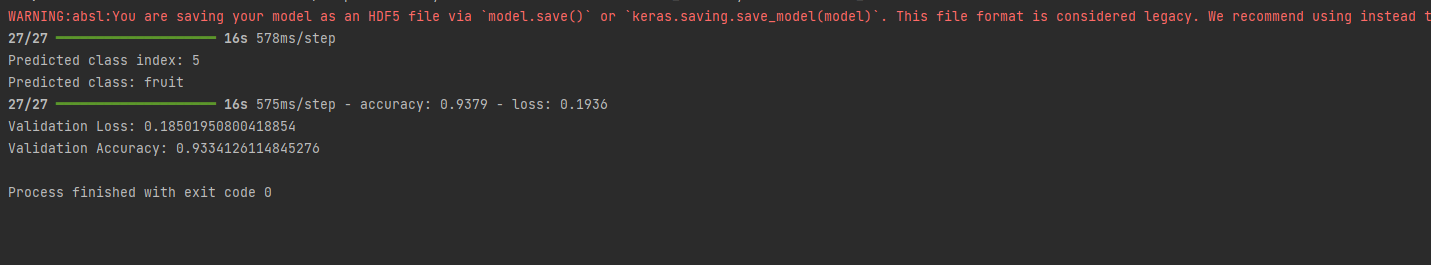 WARNING:absl:You are saving your model as an HDF5 file via `model.save()` or `keras.saving.save_model(model)`. This file format is considered legacy. We recommend using instead t
27/27 16s 578ms/step
Predicted class index: 5
Predicted class: fruit
27/27 16s 575ms/step - accuracy: 0.9379 - loss: 0.1936
Validation Loss: 0.18501950800418854
Validation Accuracy: 0.9334126114845276
Process finished with exit code 0